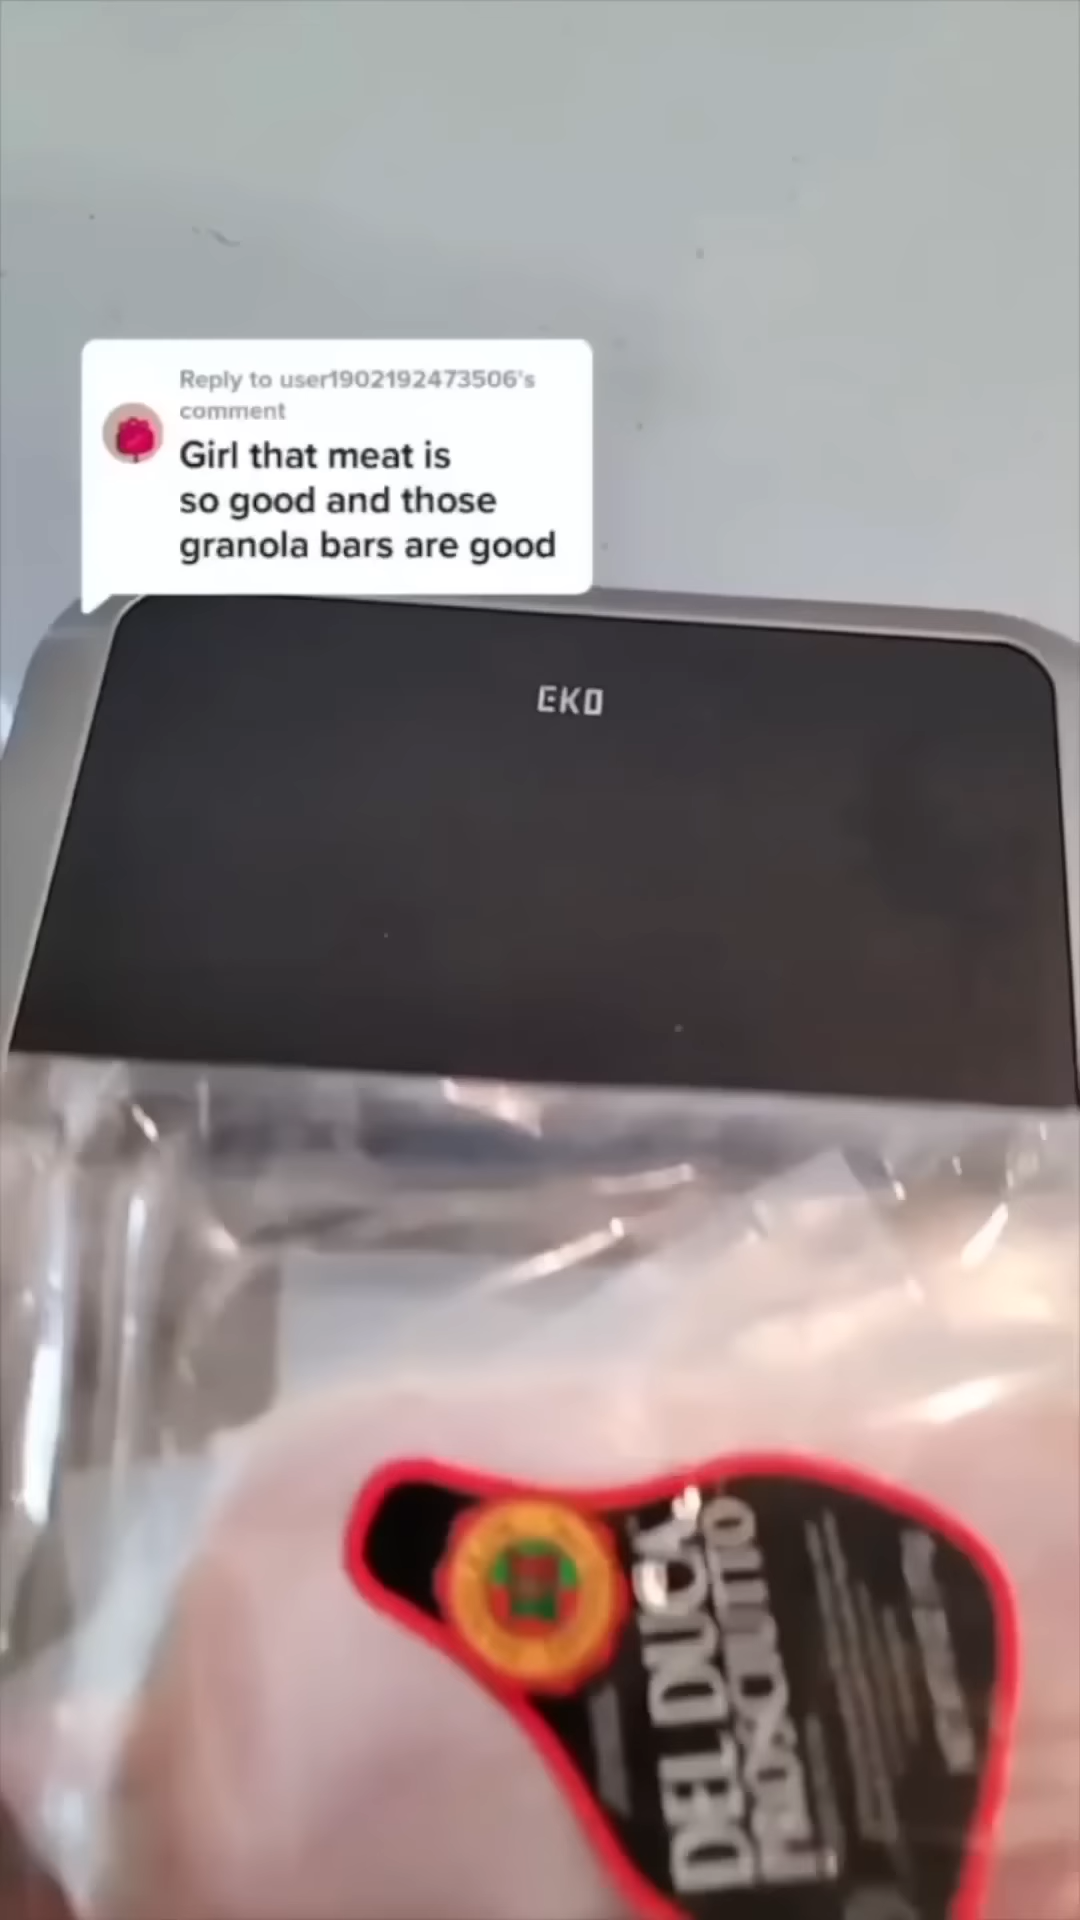 Reply to user1902192473506's
comment
Girl that meat is
so good and those
granola bars are good
EKO
DEL DUCA
PROSCIUTTO